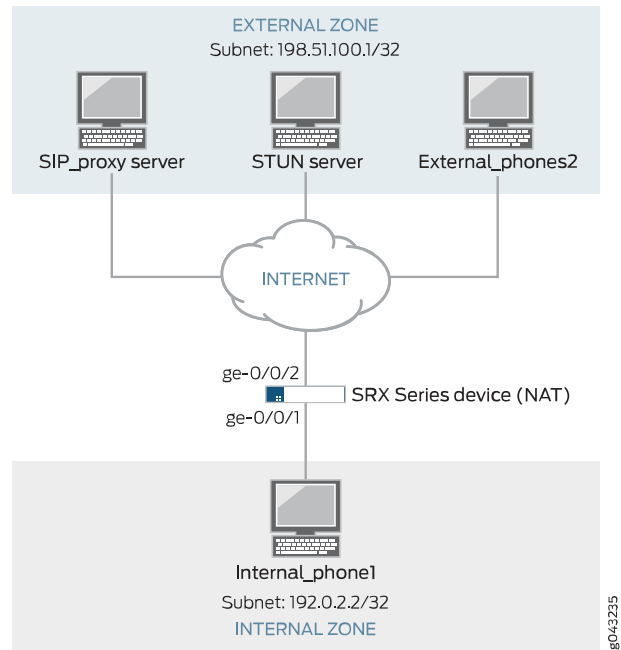 EXTERNAL ZONE
Subnet: 198.51.100.1/32
SIP_proxy server
STUN server
External_phones2
INTERNET
ge-0/0/2
SRX Series device (NAT)
ge-0/0/1
Internal_phone1
Subnet: 192.0.2.2/32
INTERNAL ZONE
g043235